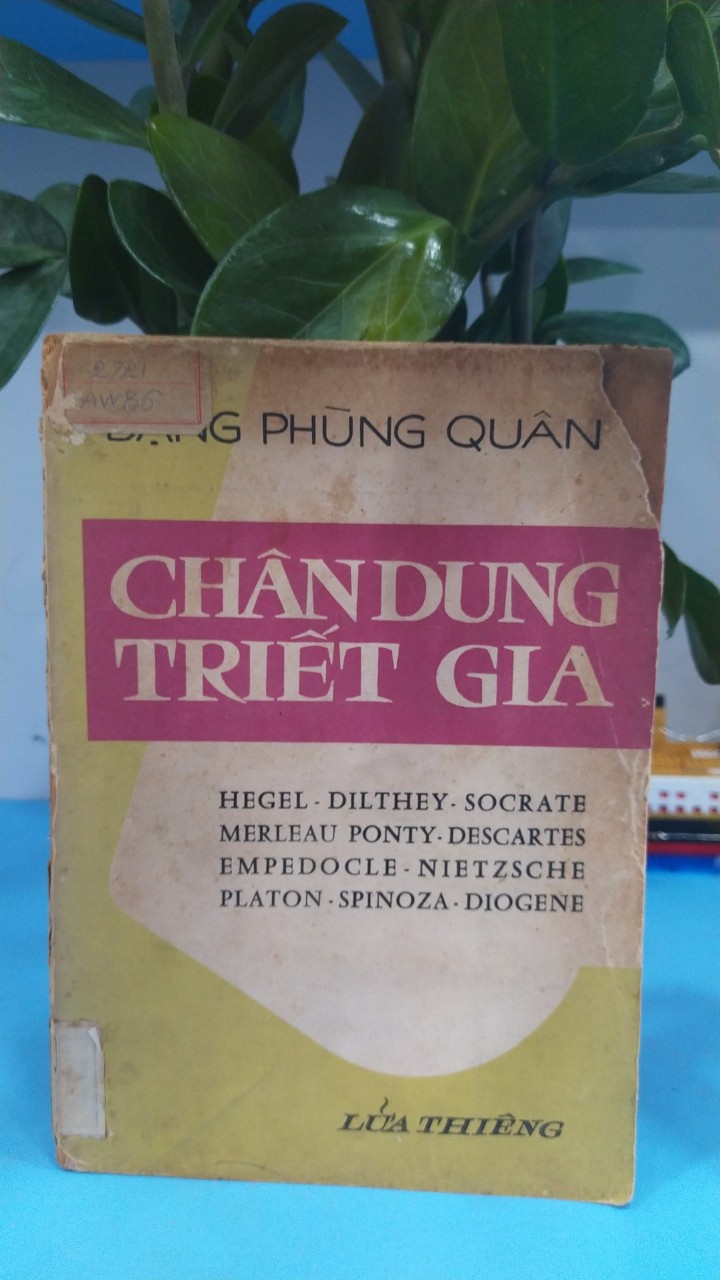 2721
ĐẶNG PHÙNG QUÂN
CHÂN DUNG
TRIẾT GIA
HEGEL - DILTHEY - SOCRATE
MERLEAU PONTY - DESCARTES
EMPEDOCLE - NIETZSCHE
PLATON - SPINOZA - DIOGENE
LỬA THIÊNG